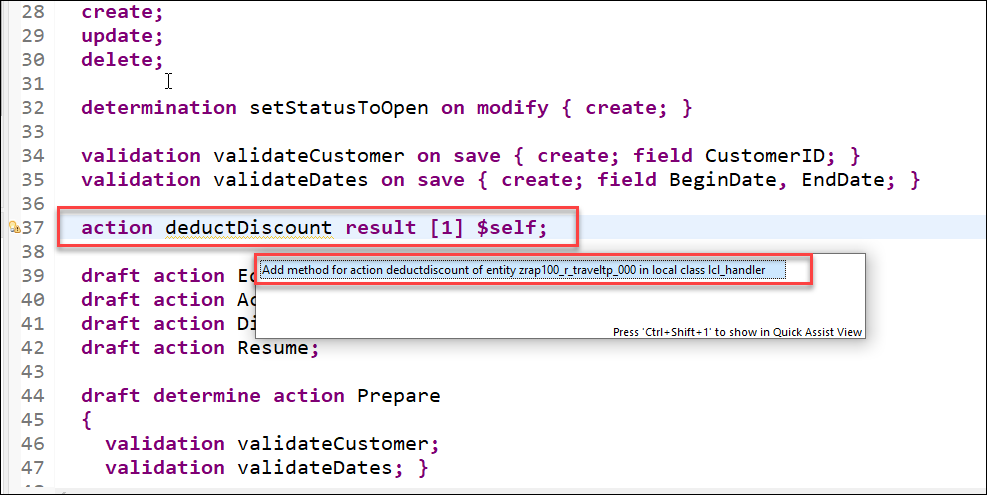 28 create;
29 update;
30 delete;
31
32 determination setStatusToOpen on modify { create; }
33
34 validation validateCustomer on save { create; field CustomerID; }
35 validation validateDates on save { create; field BeginDate, EndDate; }
36
37 action deductDiscount result [1] $self;
38
Add method for action deductdiscount of entity zrap100_r_traveltp_000 in local class lcl_handler
39 draft action Ed
40 draft action Ac
41 draft action Di
Press 'Ctrl+Shift+1' to show in Quick Assist View
42 draft action Resume;
43
44 draft determine action Prepare
45 {
46 validation validateCustomer;
47 validation validateDates; }